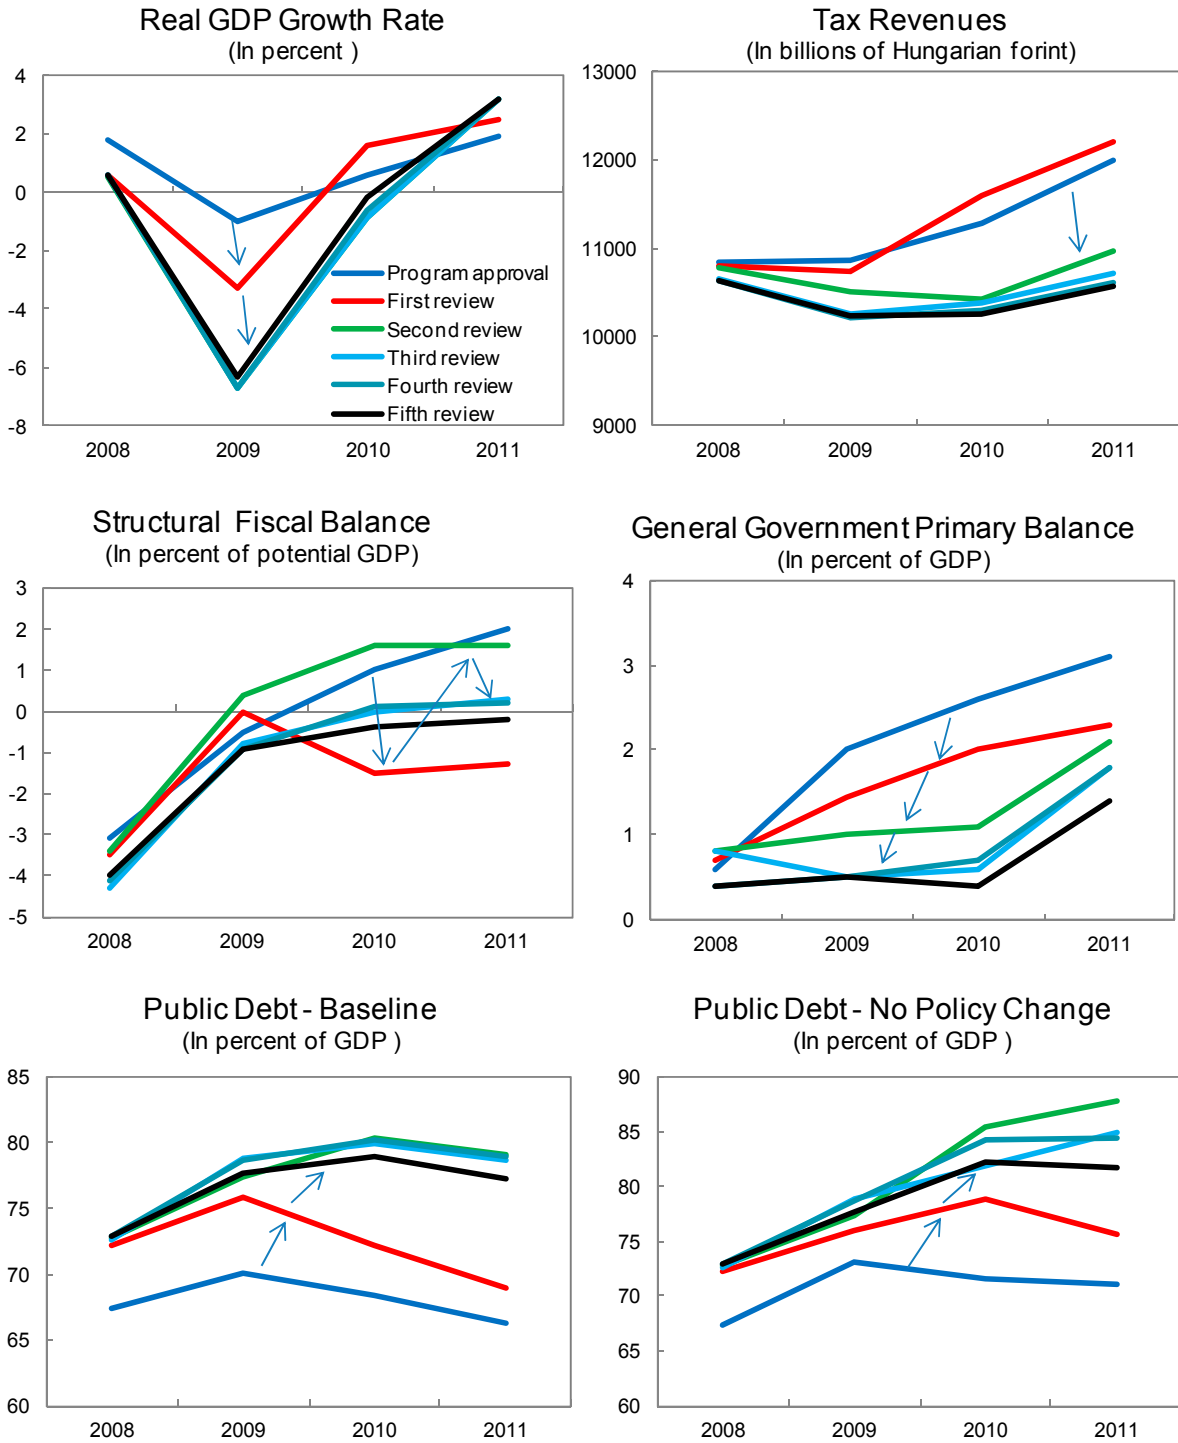 Real GDP Growth Rate
(In percent )
4
2
0
-2
-4
-6
-8
2008 2009 2010 2011
Program approval
First review
Second review
Third review
Fourth review
Fifth review
Tax Revenues
(In billions of Hungarian forint)
13000
12000
11000
10000
9000
2008 2009 2010 2011
Structural Fiscal Balance
(In percent of potential GDP)
3
2
1
0
-1
-2
-3
-4
-5
2008 2009 2010 2011
General Government Primary Balance
(In percent of GDP)
4
3
2
1
0
2008 2009 2010 2011
Public Debt - Baseline
(In percent of GDP )
85
80
75
70
65
60
2008 2009 2010 2011
Public Debt - No Policy Change
(In percent of GDP )
90
85
80
75
70
65
60
2008 2009 2010 2011